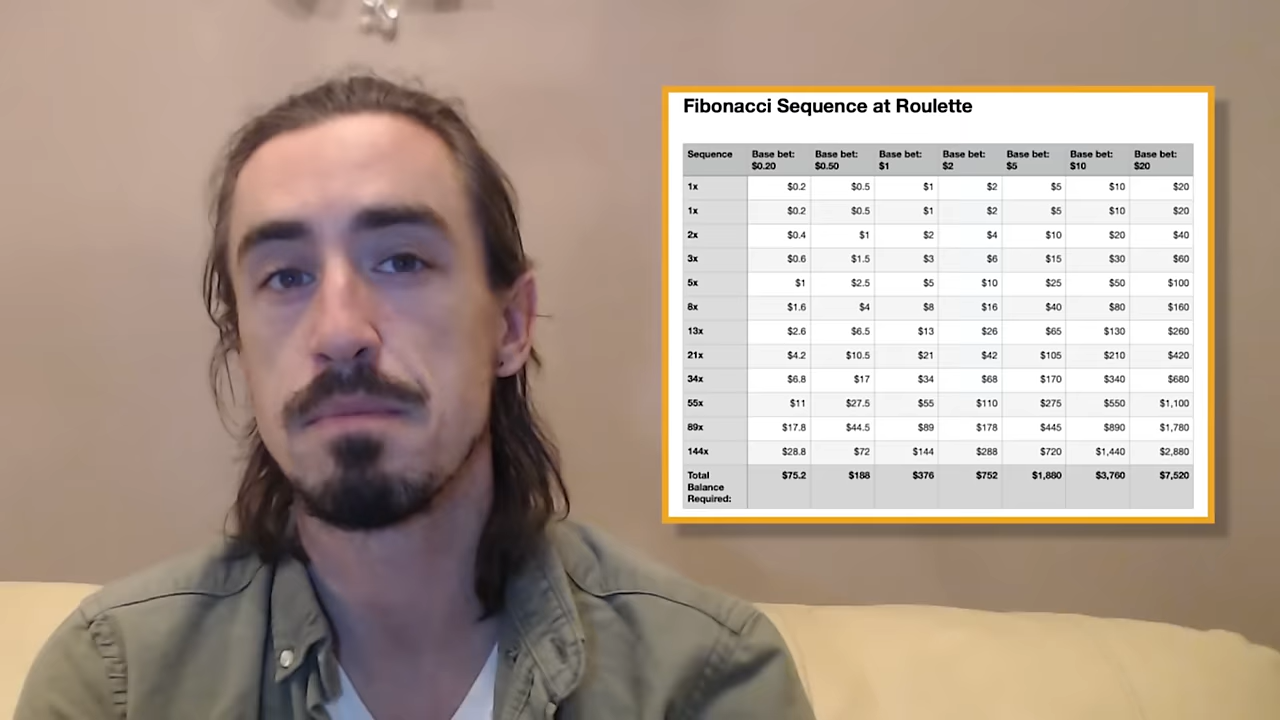 Fibonacci Sequence at Roulette
Sequence Base bet: Base bet: Base bet: Base bet: Base bet: Base bet: Base bet:
$0.20 $0.50 $1 $2 $5 $10 $20
1x $0.2 $0.5 $1 $2 $5 $10 $20
1x $0.2 $0.5 $1 $2 $5 $10 $20
2x $0.4 $1 $2 $4 $10 $20 $40
3x $0.6 $1.5 $3 $6 $15 $30 $60
5x $1 $2.5 $5 $10 $25 $50 $100
8x $1.6 $4 $8 $16 $40 $80 $160
13x $2.6 $6.5 $13 $26 $65 $130 $260
21x $4.2 $10.5 $21 $42 $105 $210 $420
34x $6.8 $17 $34 $68 $170 $340 $680
55x $11 $27.5 $55 $110 $275 $550 $1,100
89x $17.8 $44.5 $89 $178 $445 $890 $1,780
144x $28.8 $72 $144 $288 $720 $1,440 $2,880
Total $75.2 $188 $376 $752 $1,880 $3,760 $7,520
Balance
Required: